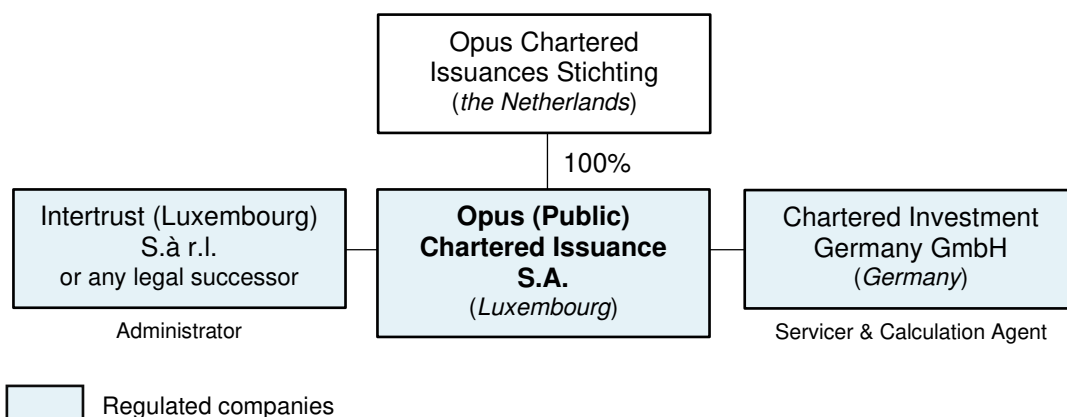 Opus Chartered
Issuances Stichting
(the Netherlands)
100%
Intertrust (Luxembourg)
S.à r.l.
or any legal successor
Administrator
Opus (Public)
Chartered Issuance
S.A.
(Luxembourg)
Chartered Investment
Germany GmbH
(Germany)
Servicer & Calculation Agent
Regulated companies